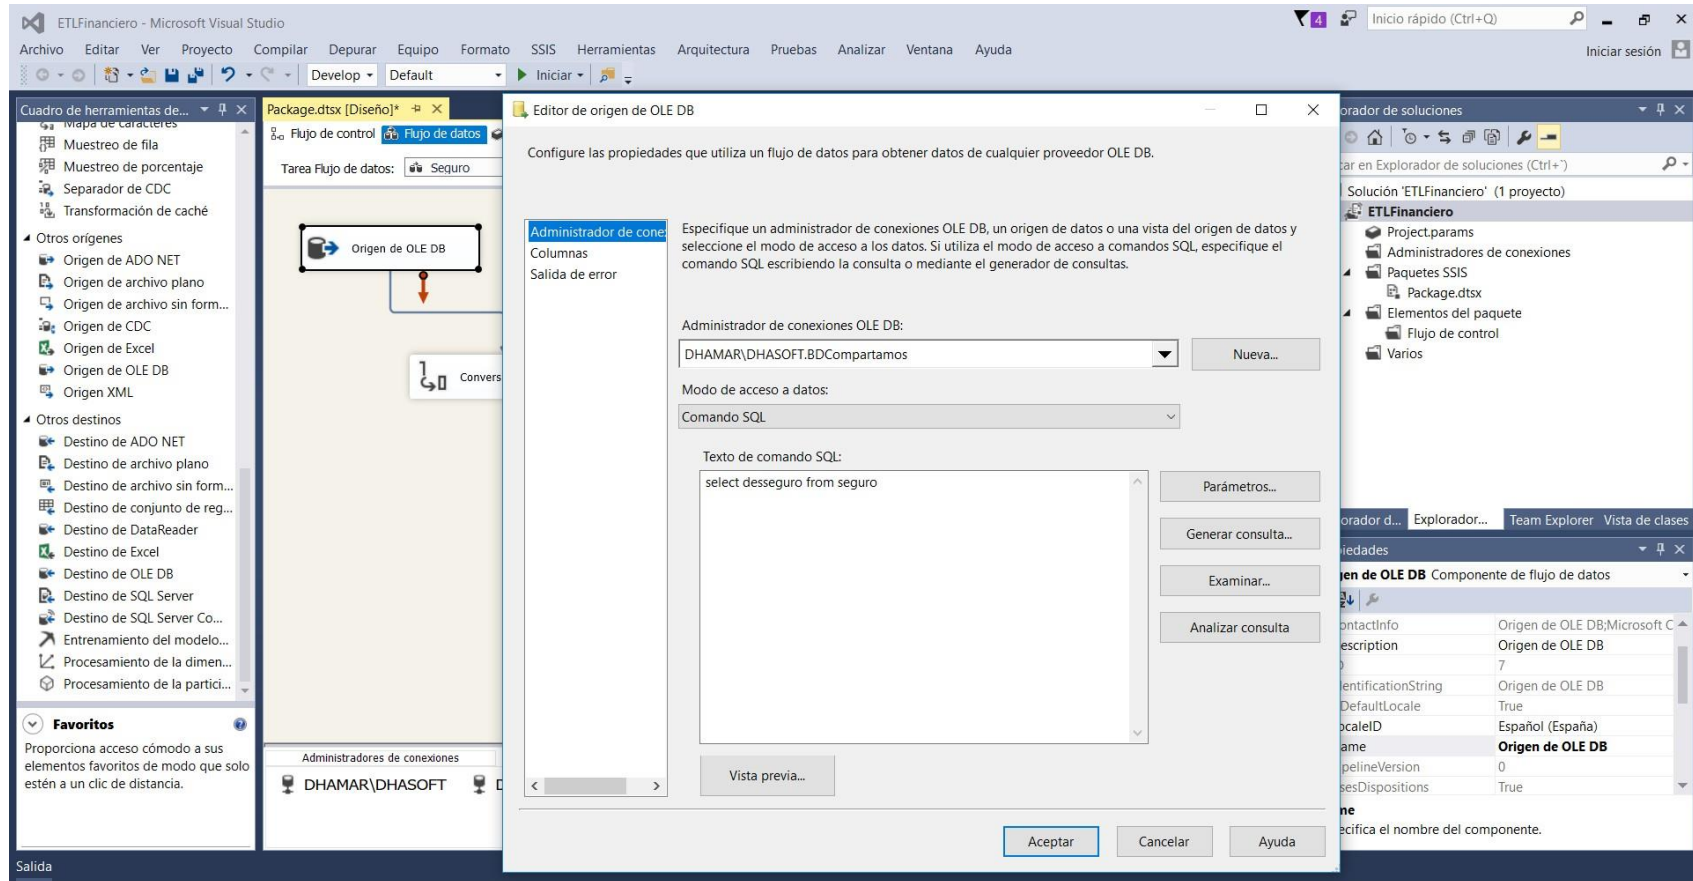 ETLFinanciero - Microsoft Visual Studio
4
Inicio rápido (Ctrl+Q)
Archivo Editar Ver Proyecto Compilar Depurar Equipo Formato SSIS Herramientas Arquitectura Pruebas Analizar Ventana Ayuda
Iniciar sesión
Develop Default Iniciar
Cuadro de herramientas de...
Mapa de caracteres
Muestreo de fila
Muestreo de porcentaje
Separador de CDC
Transformación de caché
Otros orígenes
Origen de ADO NET
Origen de archivo plano
Origen de archivo sin form...
Origen de CDC
Origen de Excel
Origen de OLE DB
Origen XML
Otros destinos
Destino de ADO NET
Destino de archivo plano
Destino de archivo sin form...
Destino de conjunto de reg...
Destino de DataReader
Destino de Excel
Destino de OLE DB
Destino de SQL Server
Destino de SQL Server Co...
Entrenamiento del modelo...
Procesamiento de la dimen...
Procesamiento de la partici...
Favoritos
Proporciona acceso cómodo a sus
elementos favoritos de modo que solo
estén a un clic de distancia.
Salida
Package.dtsx [Diseño]*
Flujo de control Flujo de datos
Tarea Flujo de datos: Seguro
Origen de OLE DB
Convers
Administradores de conexiones
DHAMAR\DHASOFT
Editor de origen de OLE DB
Configure las propiedades que utiliza un flujo de datos para obtener datos de cualquier proveedor OLE DB.
Administrador de cone
Columnas
Salida de error
Especifique un administrador de conexiones OLE DB, un origen de datos o una vista del origen de datos y
seleccione el modo de acceso a los datos. Si utiliza el modo de acceso a comandos SQL, especifique el
comando SQL escribiendo la consulta o mediante el generador de consultas.
Administrador de conexiones OLE DB:
DHAMAR\DHASOFT.BDCompartamos
Nueva...
Modo de acceso a datos:
Comando SQL
Texto de comando SQL:
select desseguro from seguro
Parámetros...
Generar consulta...
Examinar...
Analizar consulta
Vista previa...
Aceptar Cancelar Ayuda
orador de soluciones
car en Explorador de soluciones (Ctrl+´)
Solución 'ETLFinanciero' (1 proyecto)
ETLFinanciero
Project.params
Administradores de conexiones
Paquetes SSIS
Package.dtsx
Elementos del paquete
Flujo de control
Varios
orador d... Explorador... Team Explorer Vista de clases
iedades
en de OLE DB Componente de flujo de datos
ontactInfo Origen de OLE DB;Microsoft C
escription Origen de OLE DB
7
entificationString Origen de OLE DB
DefaultLocale True
ocaleID Español (España)
ame Origen de OLE DB
ipelineVersion 0
sesDispositions True
me
ecifica el nombre del componente.